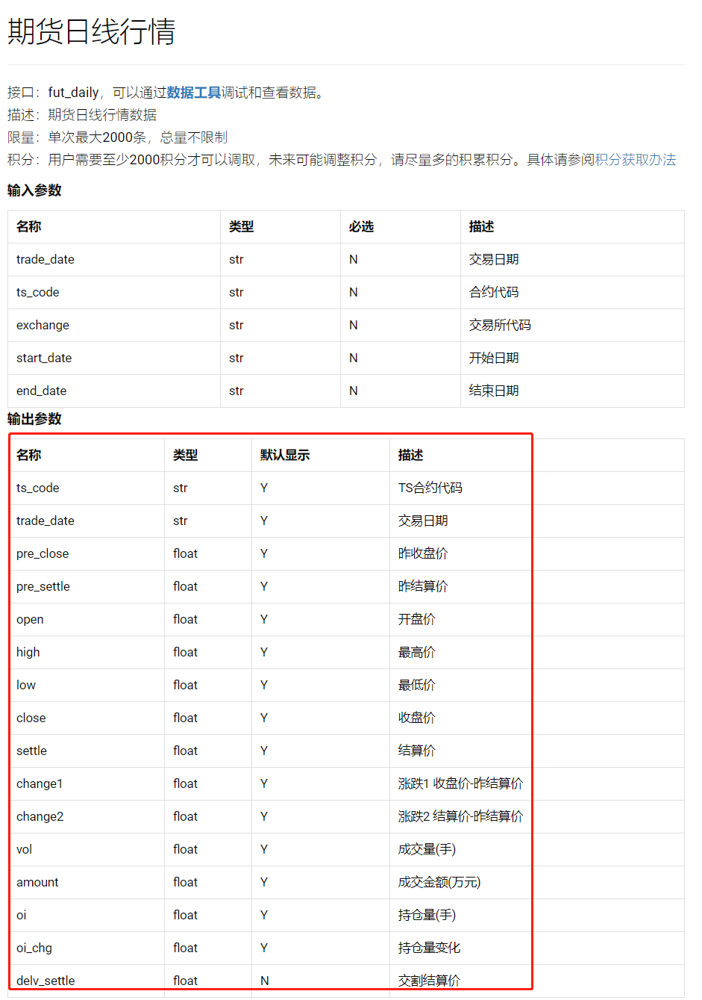 期货日线行情
接口：fut_daily，可以通过数据工具调试和查看数据。
描述：期货日线行情数据
限量：单次最大2000条，总量不限制
积分：用户需要至少2000积分才可以调取，未来可能调整积分，请尽量多的积累积分。具体请参阅积分获取办法
输入参数
名称 类型 必选 描述
trade_date str N 交易日期
ts_code str N 合约代码
exchange str N 交易所代码
start_date str N 开始日期
end_date str N 结束日期
输出参数
名称 类型 默认显示 描述
ts_code str Y TS合约代码
trade_date str Y 交易日期
pre_close float Y 昨收盘价
pre_settle float Y 昨结算价
open float Y 开盘价
high float Y 最高价
low float Y 最低价
close float Y 收盘价
settle float Y 结算价
change1 float Y 涨跌1 收盘价-昨结算价
change2 float Y 涨跌2 结算价-昨结算价
vol float Y 成交量(手)
amount float Y 成交金额(万元)
oi float Y 持仓量(手)
oi_chg float Y 持仓量变化
delv_settle float N 交割结算价